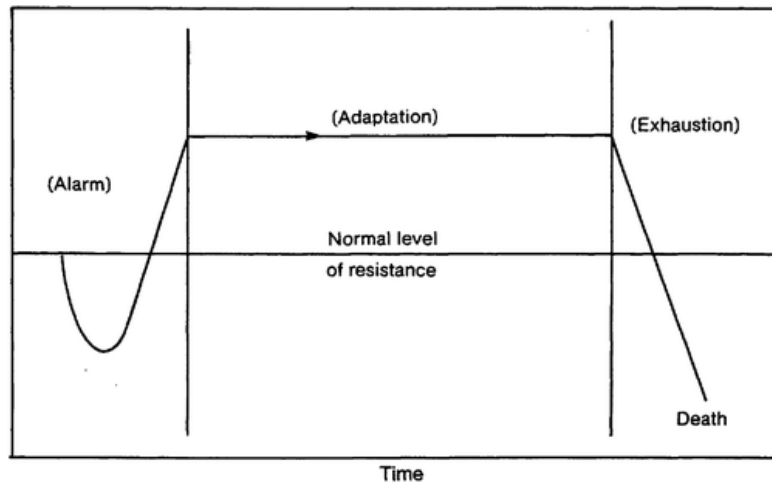 (Adaptation)
(Exhaustion)
(Alarm)
Normal level
of resistance
Death
Time